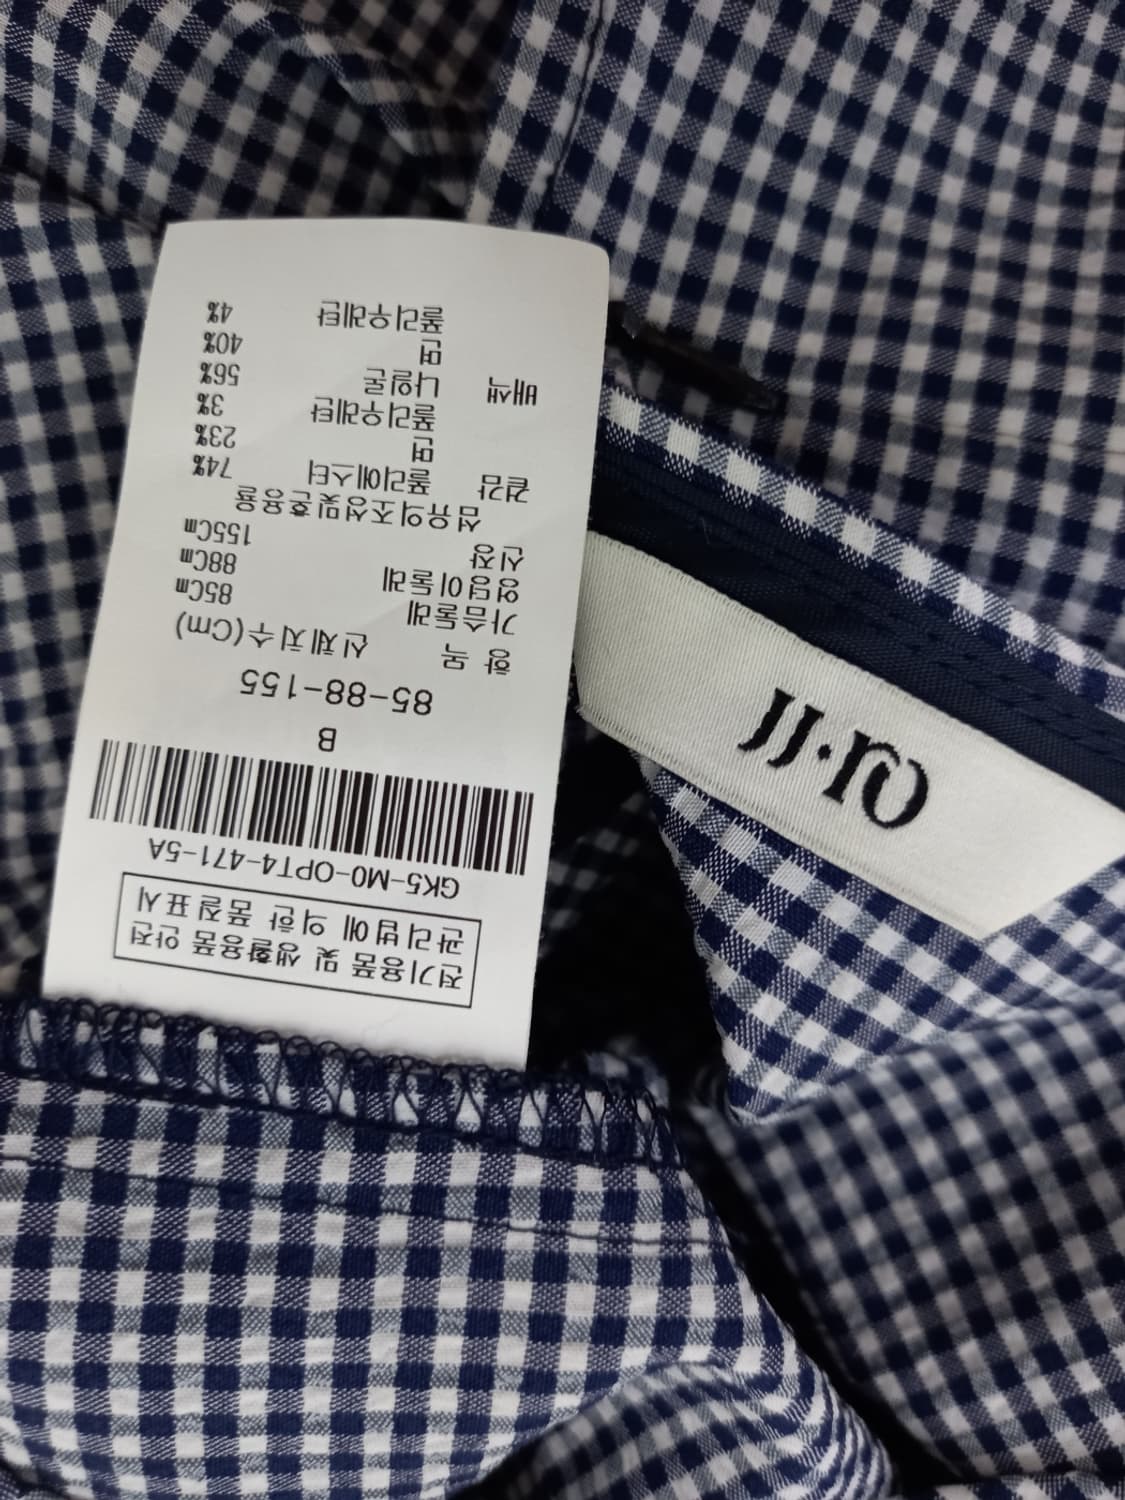 전기용품 및 생활용품 안전
관리법에 의한 품질표시
GK5-M0-OPT4-471-5A
B
85-88-155
항 목 신체치수(Cm)
가슴둘레 85Cm
엉덩이둘레 88Cm
신장 155Cm
섬유의조성및혼용율
겉감 폴리에스터 74%
면 23%
폴리우레탄 3%
배색 나일론 56%
면 40%
폴리우레탄 4%